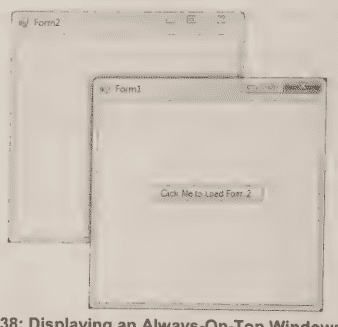 Form2
Form1
Click Me to Load Form 2
38: Displaying an Always-On-Top Window